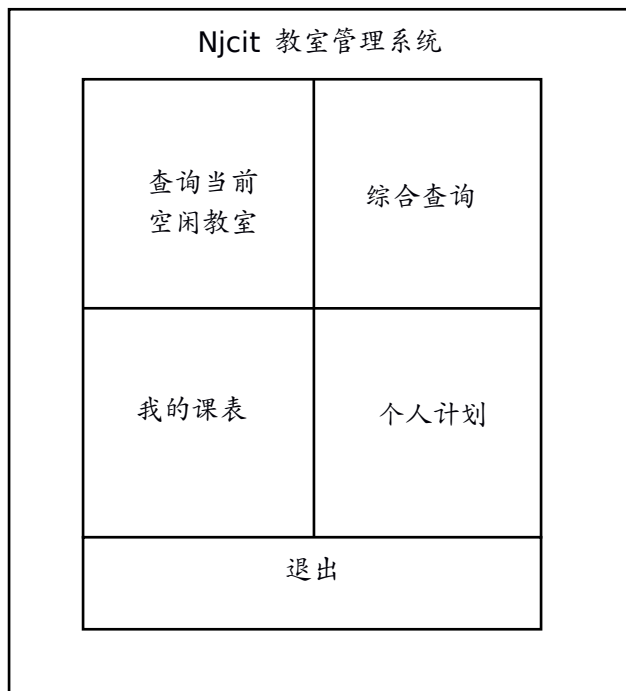 Njcit 教室管理系统
查询当前
空闲教室
综合查询
我的课表
个人计划
退出